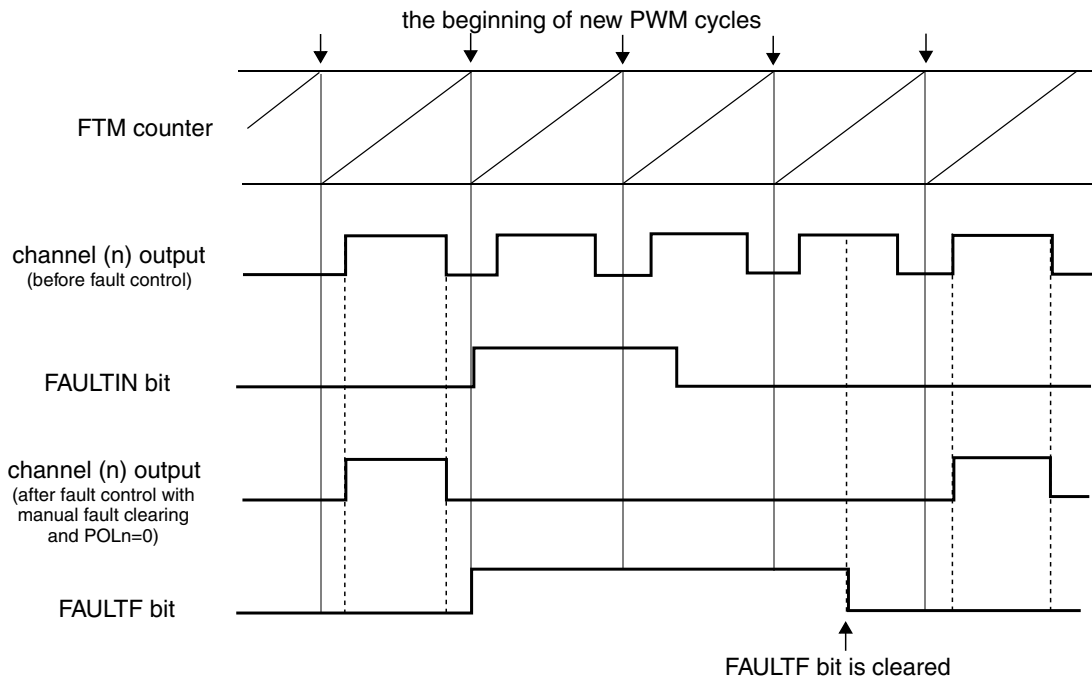 the beginning of new PWM cycles
FTM counter
channel (n) output
(before fault control)
FAULTIN bit
channel (n) output
(after fault control with
manual fault clearing
and POLn=0)
FAULTF bit
FAULTF bit is cleared